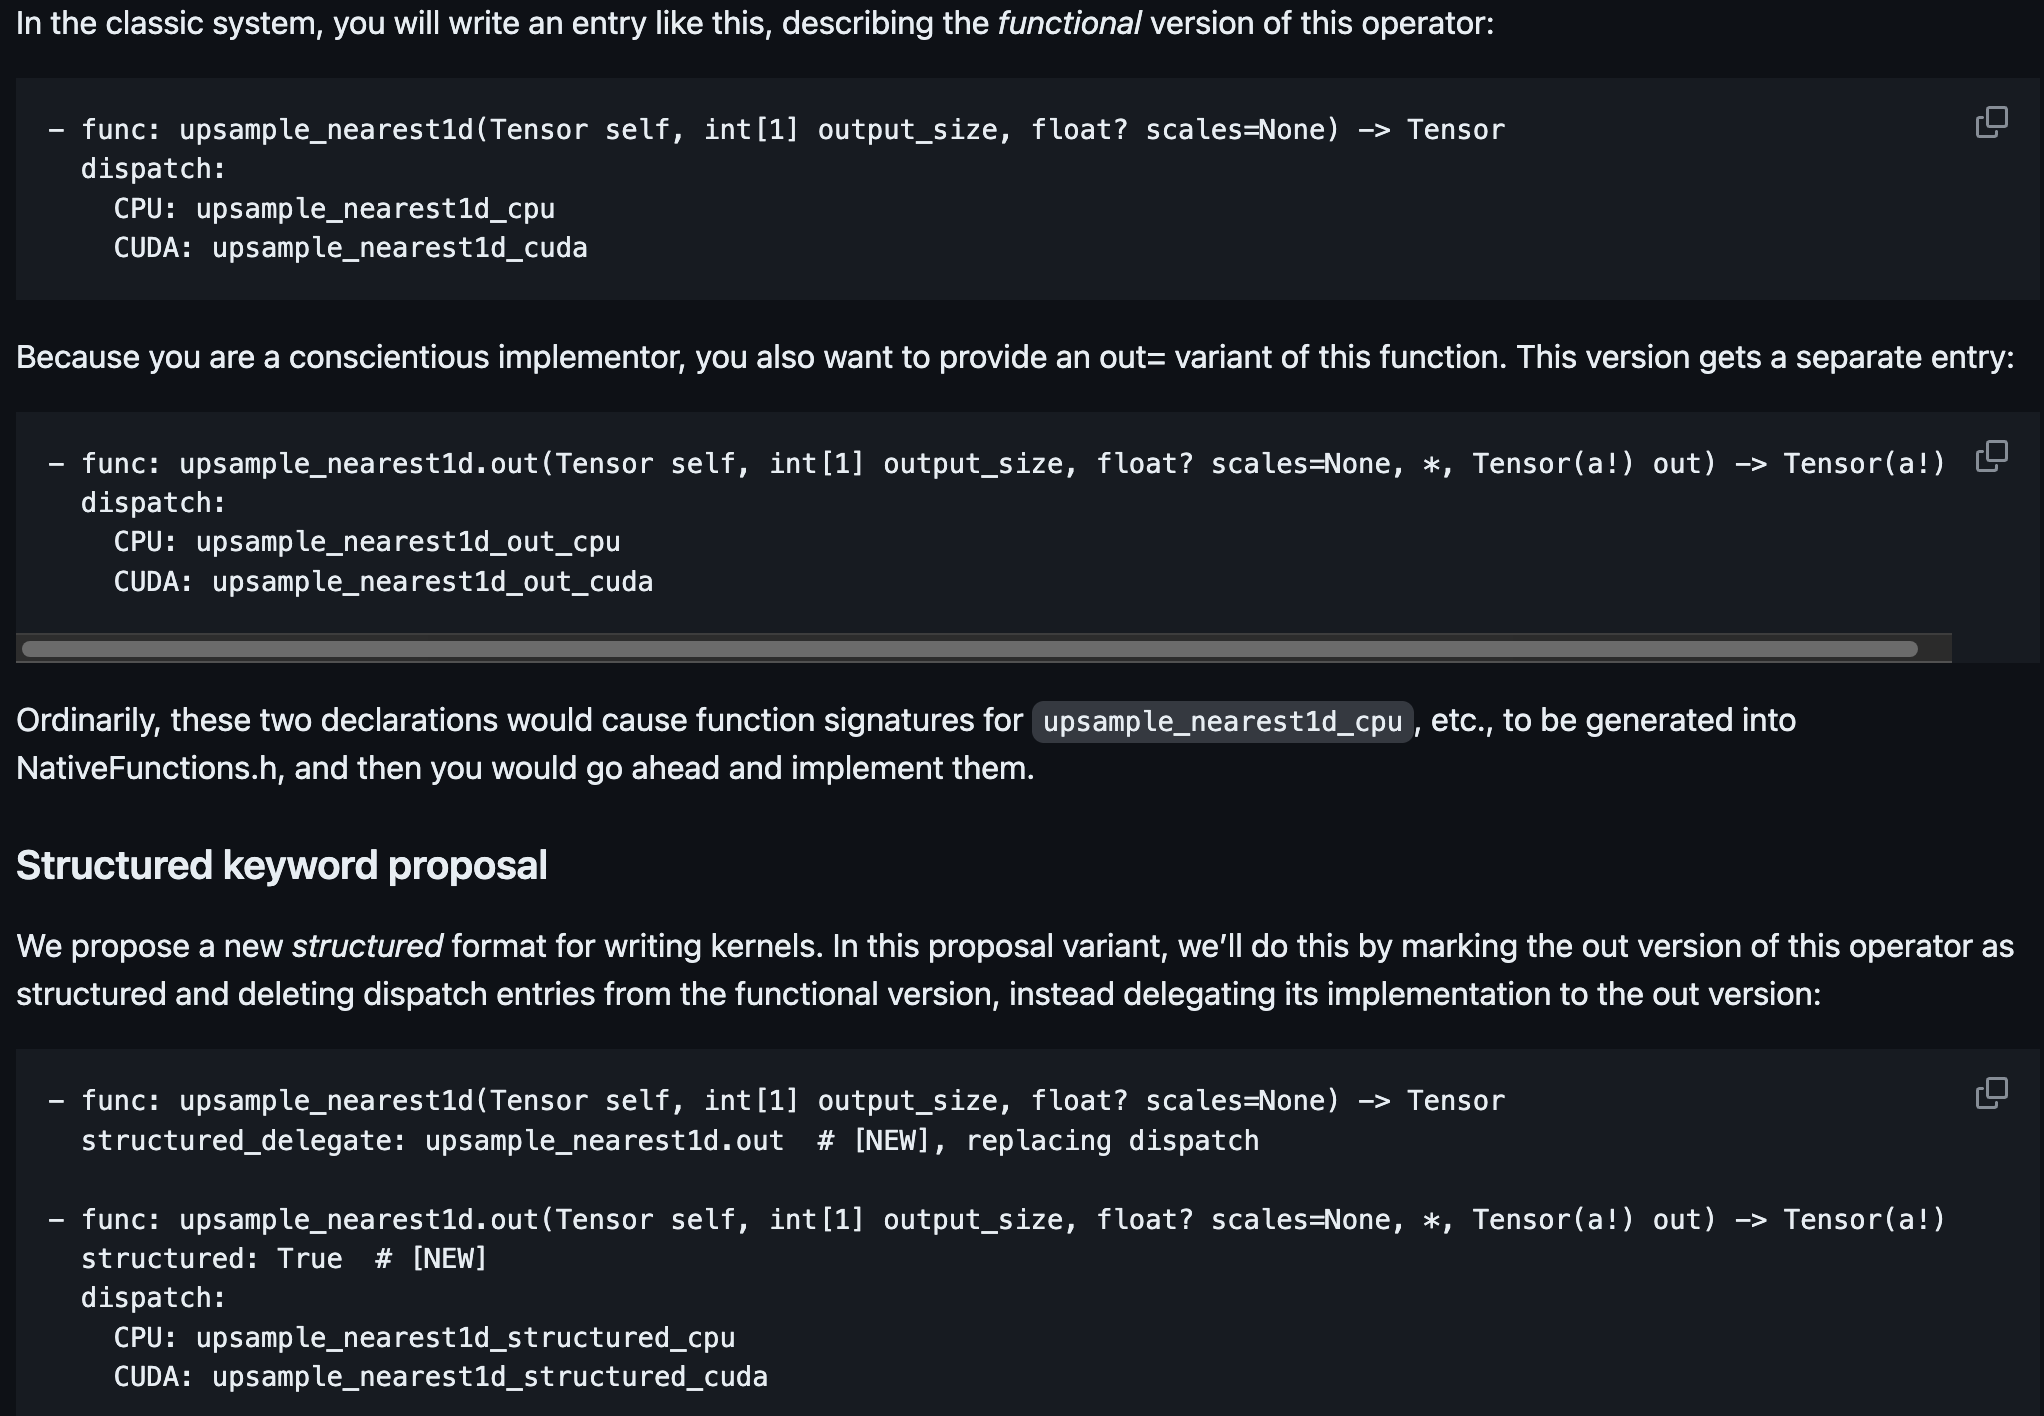 In the classic system, you will write an entry like this, describing the functional version of this operator:
– func: upsample_nearest1d(Tensor self, int[1] output_size, float? scales=None) –> Tensor
  dispatch:
    CPU: upsample_nearest1d_cpu
    CUDA: upsample_nearest1d_cuda
Because you are a conscientious implementor, you also want to provide an out= variant of this function. This version gets a separate entry:
– func: upsample_nearest1d.out(Tensor self, int[1] output_size, float? scales=None, *, Tensor(a!) out) –> Tensor(a!)
  dispatch:
    CPU: upsample_nearest1d_out_cpu
    CUDA: upsample_nearest1d_out_cuda
Ordinarily, these two declarations would cause function signatures for upsample_nearest1d_cpu, etc., to be generated into
NativeFunctions.h, and then you would go ahead and implement them.
Structured keyword proposal
We propose a new structured format for writing kernels. In this proposal variant, we’ll do this by marking the out version of this operator as
structured and deleting dispatch entries from the functional version, instead delegating its implementation to the out version:
– func: upsample_nearest1d(Tensor self, int[1] output_size, float? scales=None) –> Tensor
  structured_delegate: upsample_nearest1d.out  # [NEW], replacing dispatch
– func: upsample_nearest1d.out(Tensor self, int[1] output_size, float? scales=None, *, Tensor(a!) out) –> Tensor(a!)
  structured: True  # [NEW]
  dispatch:
    CPU: upsample_nearest1d_structured_cpu
    CUDA: upsample_nearest1d_structured_cuda